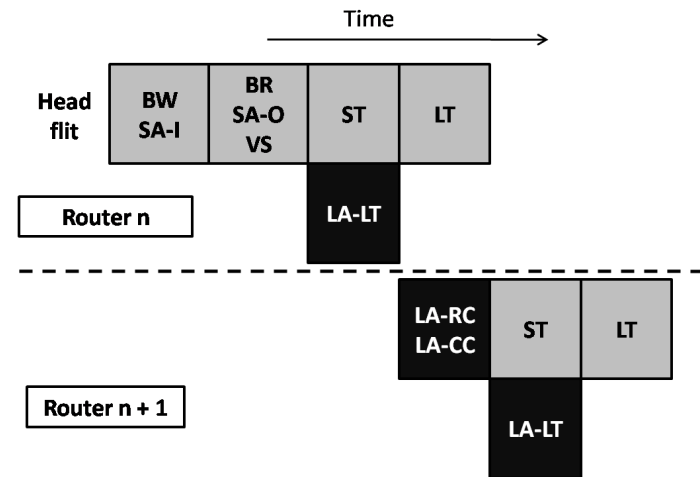 Time
Head
flit
BW
SA-I
BR
SA-O
VS
ST
LT
Router n
LA-LT
LA-RC
LA-CC
ST
LT
Router n + 1
LA-LT